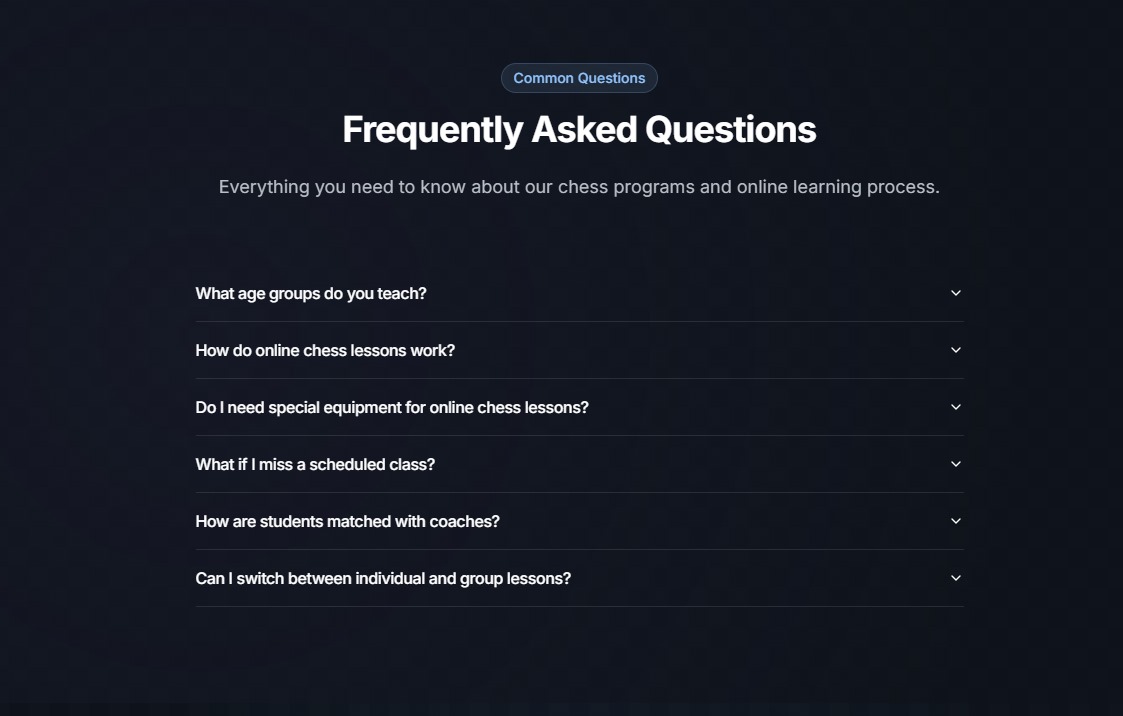 Common Questions
Frequently Asked Questions
Everything you need to know about our chess programs and online learning process.
What age groups do you teach?
How do online chess lessons work?
Do I need special equipment for online chess lessons?
What if I miss a scheduled class?
How are students matched with coaches?
Can I switch between individual and group lessons?